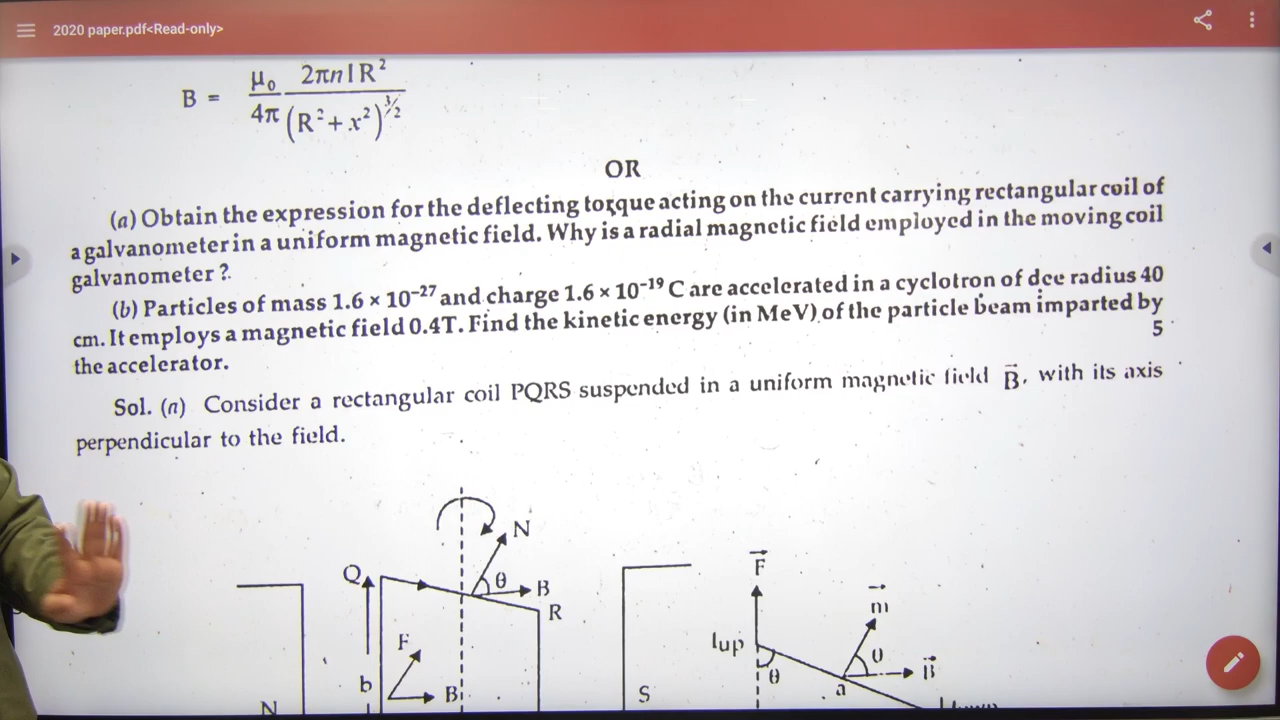 2020 paper.pdf<Read-only>
B = μ₀/4π 2πnIR²/(R²+x²)^3/2
OR
(a) Obtain the expression for the deflecting torque acting on the current carrying rectangular coil of
a galvanometer in a uniform magnetic field. Why is a radial magnetic field employed in the moving coil
galvanometer ?
(b) Particles of mass 1.6 × 10⁻²⁷ and charge 1.6 × 10⁻¹⁹ C are accelerated in a cyclotron of dee radius 40
cm. It employs a magnetic field 0.4T. Find the kinetic energy (in MeV) of the particle beam imparted by
the accelerator. 5
Sol. (a) Consider a rectangular coil PQRS suspended in a uniform magnetic field B⃗, with its axis
perpendicular to the field.
N
Q θ B
R
F
b B
N
S
F⃗
m⃗
Iup θ
θ B⃗
a